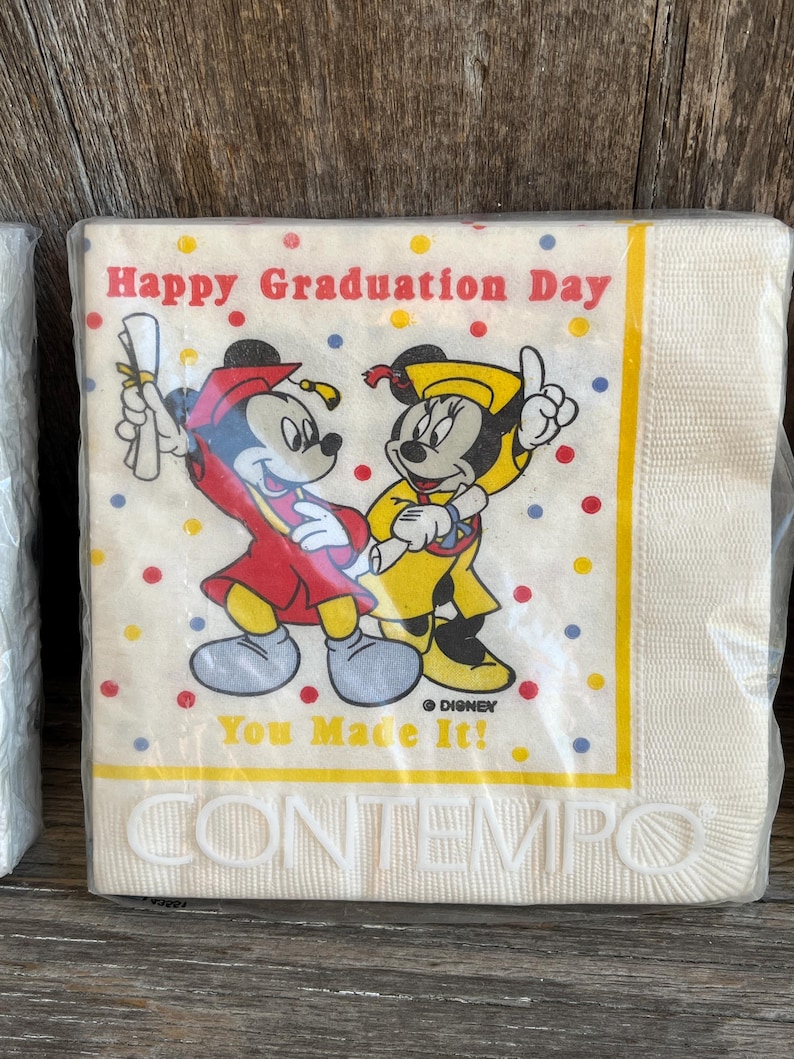 Happy Graduation Day
© DISNEY
You Made It!
CONTEMPO®